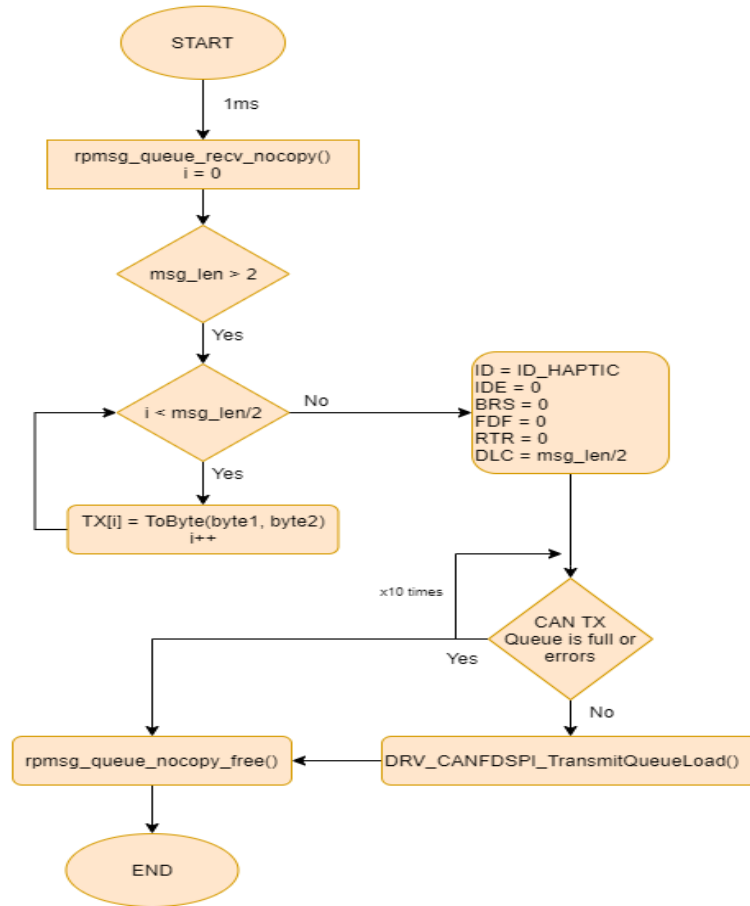 START
1ms
rpmsg_queue_recv_nocopy()
i = 0
msg_len > 2
Yes
i < msg_len/2
No
Yes
TX[i] = ToByte(byte1, byte2)
i++
ID = ID_HAPTIC
IDE = 0
BRS = 0
FDF = 0
RTR = 0
DLC = msg_len/2
x10 times
CAN TX
Queue is full or
errors
Yes
No
DRV_CANFDSPI_TransmitQueueLoad()
rpmsg_queue_nocopy_free()
END